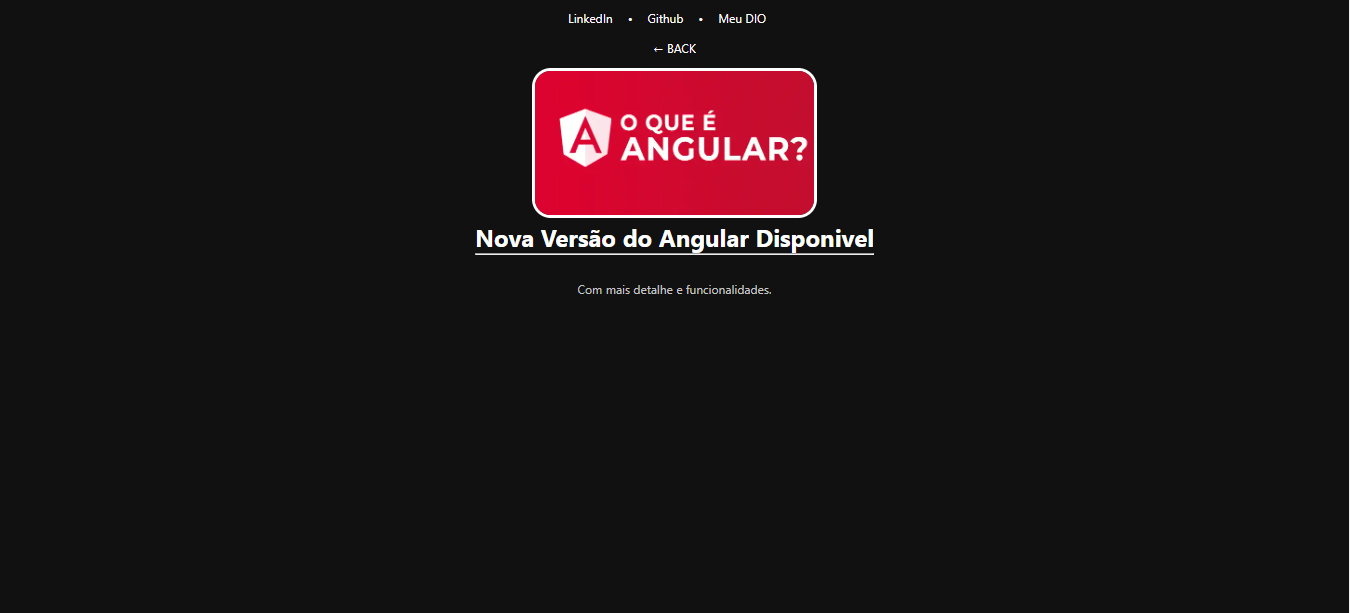 LinkedIn • Github • Meu DIO
← BACK
O QUE É
ANGULAR?
Nova Versão do Angular Disponivel
Com mais detalhe e funcionalidades.